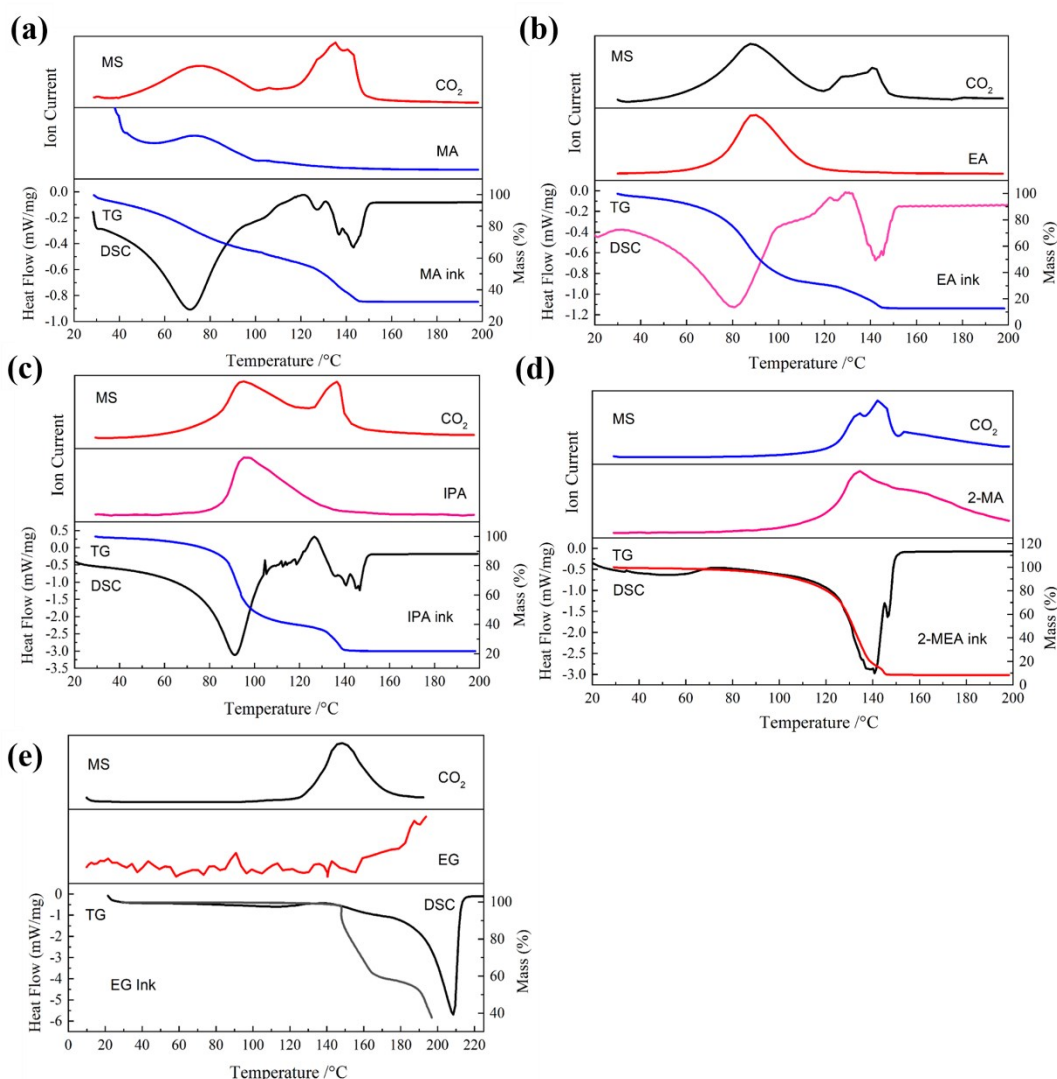 (a)
MS
CO2
Ion Current
MA
TG
DSC
MA ink
Heat Flow (mW/mg)
0.0
-0.2
-0.4
-0.6
-0.8
-1.0
Mass (%)
100
90
80
70
60
50
40
30
20
20 40 60 80 100 120 140 160 180 200
Temperature /°C
(b)
MS
CO2
Ion Current
EA
TG
DSC
EA ink
Heat Flow (mW/mg)
0.0
-0.2
-0.4
-0.6
-0.8
-1.0
-1.2
Mass (%)
100
90
80
70
60
50
40
30
20
10
0
20 40 60 80 100 120 140 160 180 200
Temperature /°C
(c)
MS
CO2
Ion Current
IPA
TG
DSC
IPA ink
Heat Flow (mW/mg)
0.5
0.0
-0.5
-1.0
-1.5
-2.0
-2.5
-3.0
-3.5
Mass (%)
100
80
60
40
20
20 40 60 80 100 120 140 160 180 200
Temperature /°C
(d)
MS
CO2
Ion Current
2-MA
TG
DSC
2-MEA ink
Heat Flow (mW/mg)
-0.0
-0.5
-1.0
-1.5
-2.0
-2.5
-3.0
Mass (%)
120
100
80
60
40
20
10
0
20 40 60 80 100 120 140 160 180 200
Temperature /°C
(e)
MS
CO2
EG
TG
DSC
EG Ink
Heat Flow (mW/mg)
0
-1
-2
-3
-4
-5
-6
Mass (%)
100
80
60
40
0 20 40 60 80 100 120 140 160 180 200 220
Temperature /°C